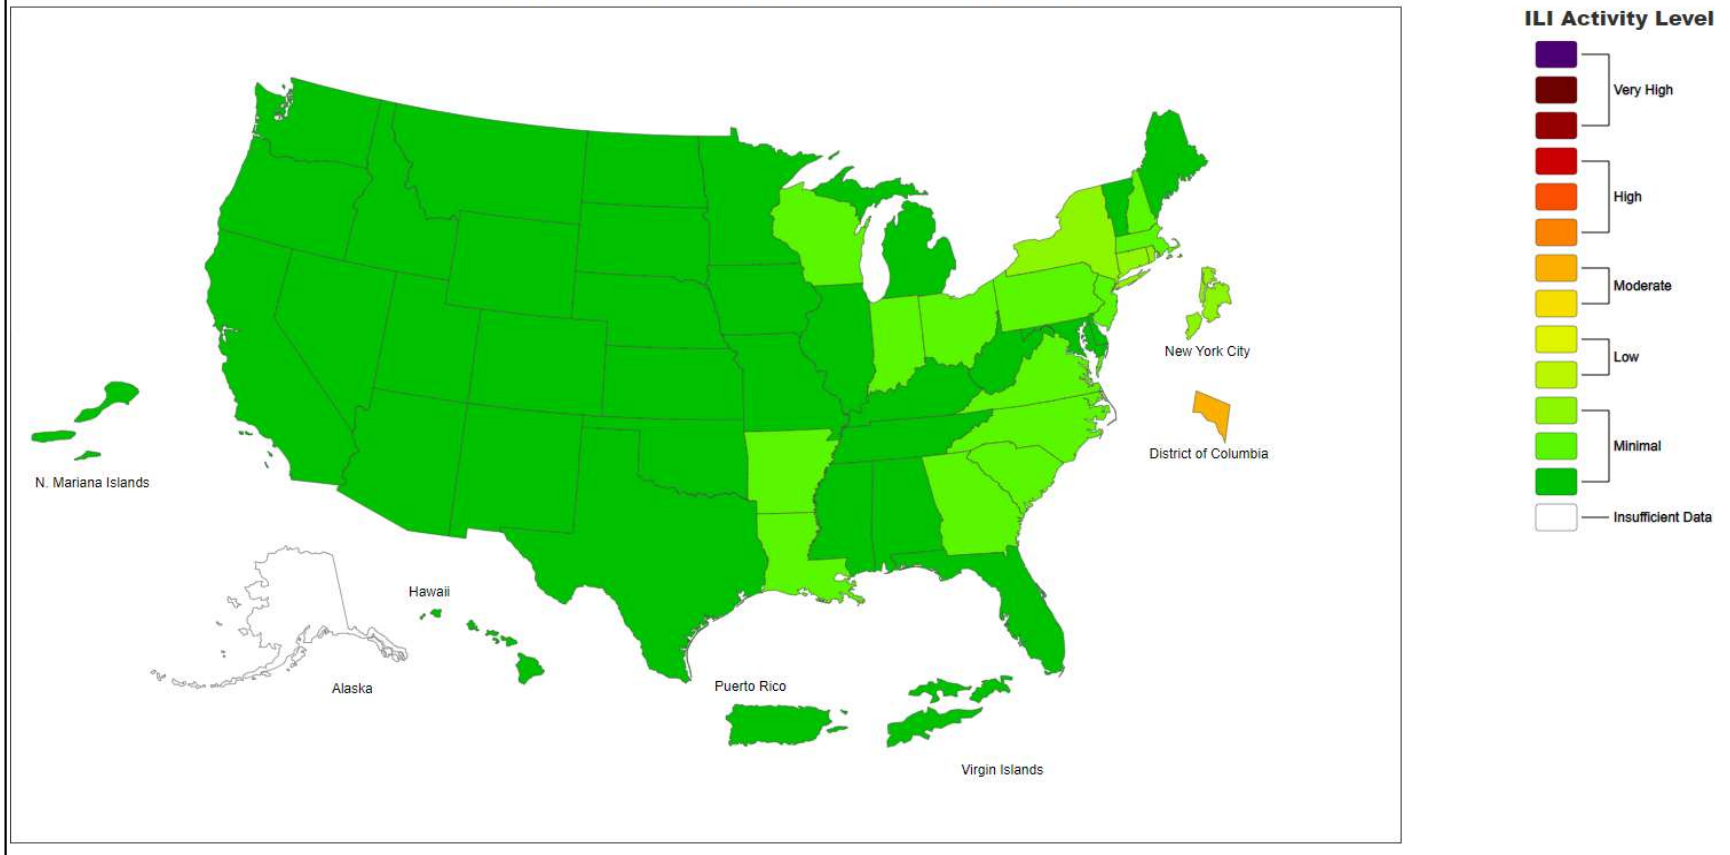 ILI Activity Level
Very High
High
Moderate
Low
Minimal
Insufficient Data
New York City
District of Columbia
N. Mariana Islands
Hawaii
Alaska
Puerto Rico
Virgin Islands